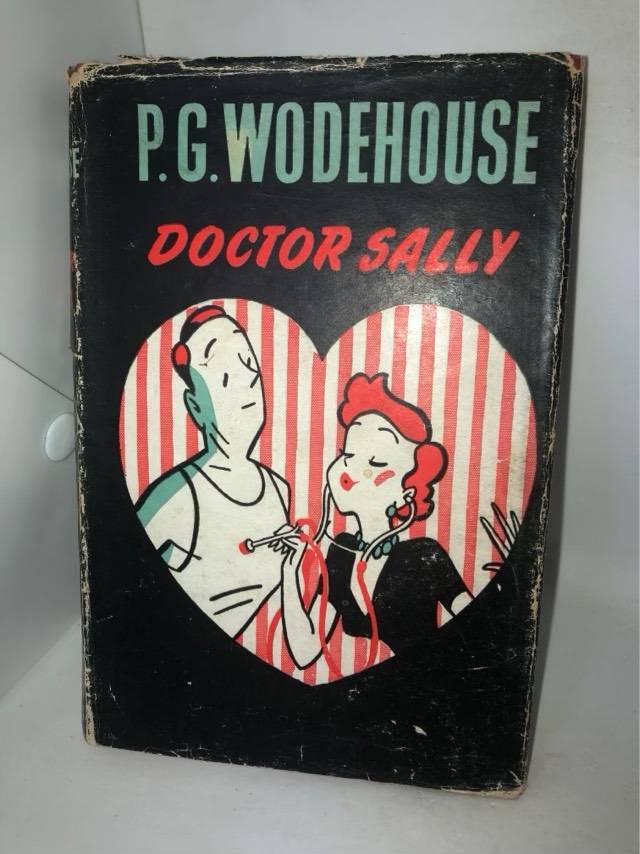 P.G. WODEHOUSE
DOCTOR SALLY